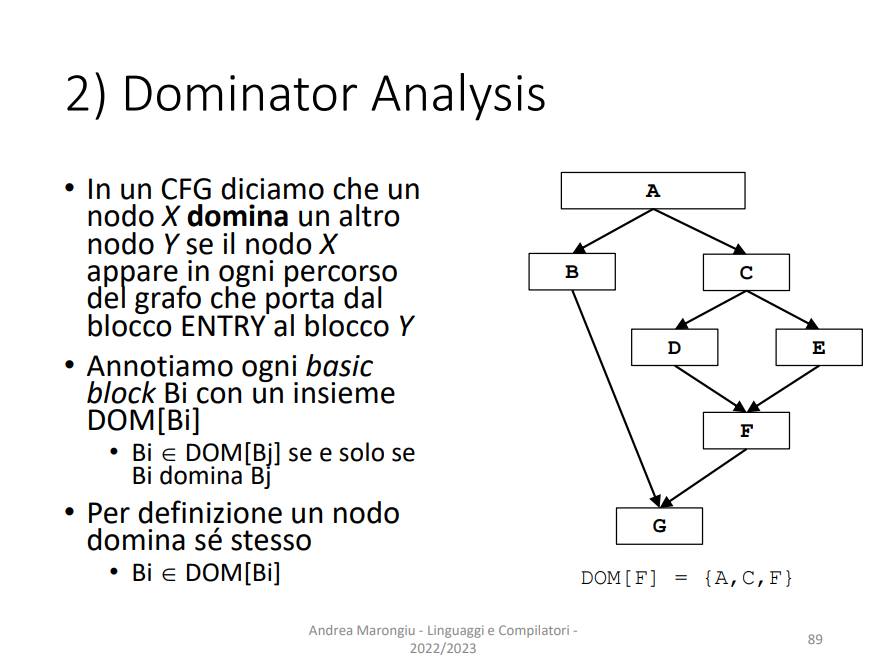 2) Dominator Analysis
• In un CFG diciamo che un
nodo X domina un altro
nodo Y se il nodo X
appare in ogni percorso
del grafo che porta dal
blocco ENTRY al blocco Y
• Annotiamo ogni basic
block Bi con un insieme
DOM[Bi]
• Bi ∈ DOM[Bj] se e solo se
Bi domina Bj
• Per definizione un nodo
domina sé stesso
• Bi ∈ DOM[Bi]
A
B
C
D
E
F
G
DOM[F] = {A,C,F}
Andrea Marongiu - Linguaggi e Compilatori -
2022/2023
89